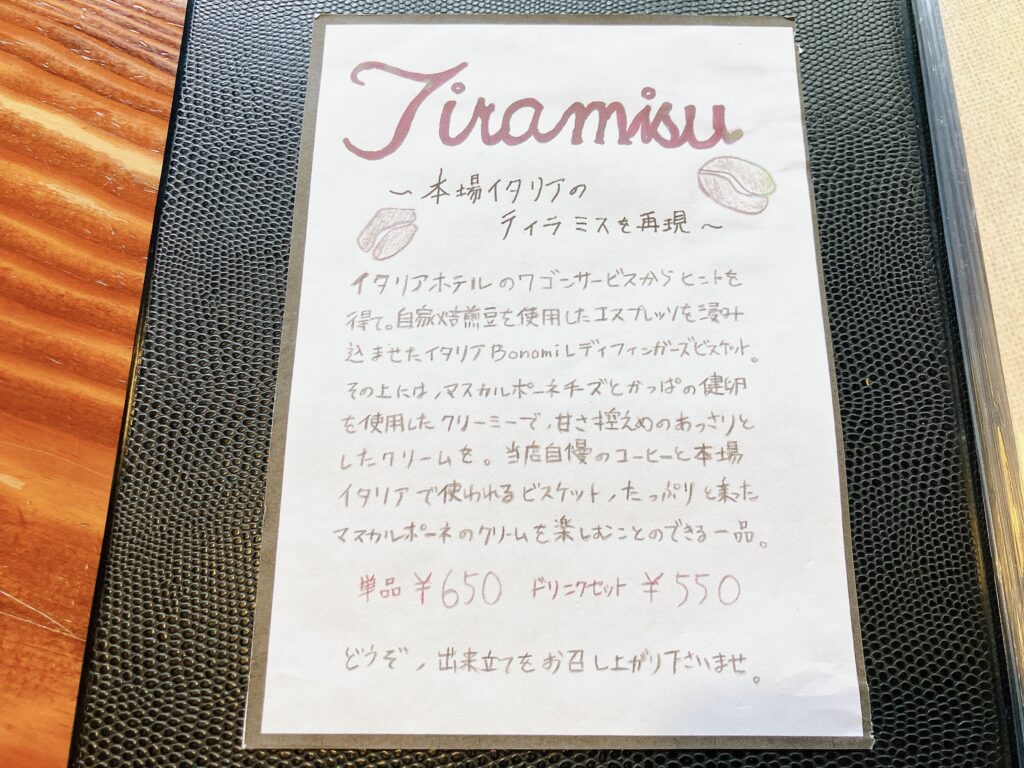 Tiramisu
～本場イタリアの
ティラミスを再現～
イタリアホテルのワゴンサービスからヒントを
得て。自家焙煎豆を使用したエスプレッソを浸み
込ませたイタリアBonomiレディフィンガーズビスケット。
その上には、マスカルポーネチーズとかっぱの健卵
を使用したクリーミーで、甘さ控えめのあっさりと
したクリームを。当店自慢のコーヒーと本場
イタリアで使われるビスケット、たっぷりと乗った
マスカルポーネのクリームを楽しむことのできる一品。
単品 ￥650 ドリンクセット ￥550
どうぞ、出来立てをお召し上がり下さいませ。